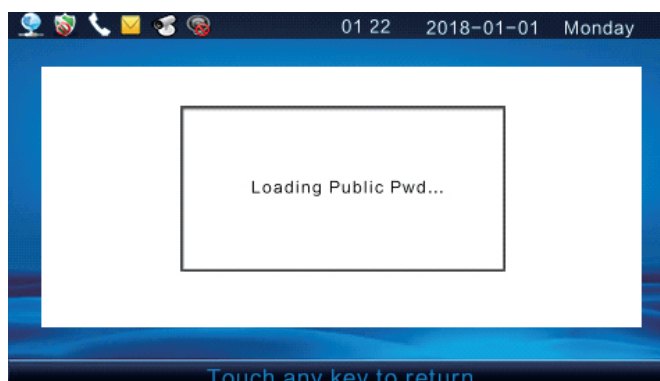 01 22 2018-01-01 Monday
Loading Public Pwd...
Touch any key to return